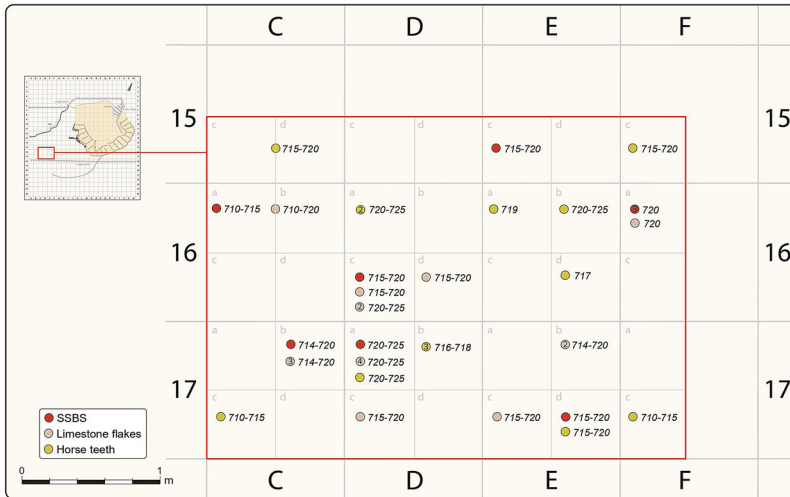 C D E F
15 15
c d c d c d c
715-720 715-720 715-720
a b a b a b a
710-715 710-720 ② 720-725 719 720-725 ③ 720
720
16 16
c d c d c d c
715-720 715-720 717
715-720
② 720-725
a b a b a b a
714-720 720-725 ③ 716-718 ② 714-720
③ 714-720 ④ 720-725
720-725
17 17
c d c d c d c
710-715 715-720 715-720 715-720 710-715
715-720
SSBS
Limestone flakes
Horse teeth
0 1 m
C D E F